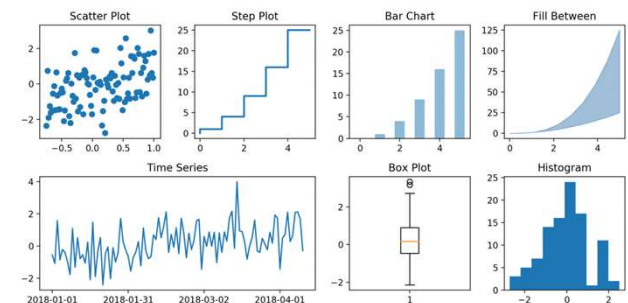 Scatter Plot
2
0
−2
−0.5 0.0 0.5 1.0
Step Plot
25
20
15
10
5
0
0 2 4
Bar Chart
25
20
15
10
5
0
0 2 4
Fill Between
125
100
75
50
25
0
0 2 4
Time Series
4
2
0
−2
2018-01-01 2018-01-31 2018-03-02 2018-04-01
Box Plot
2
0
−2
1
Histogram
25
20
15
10
5
0
−2 0 2